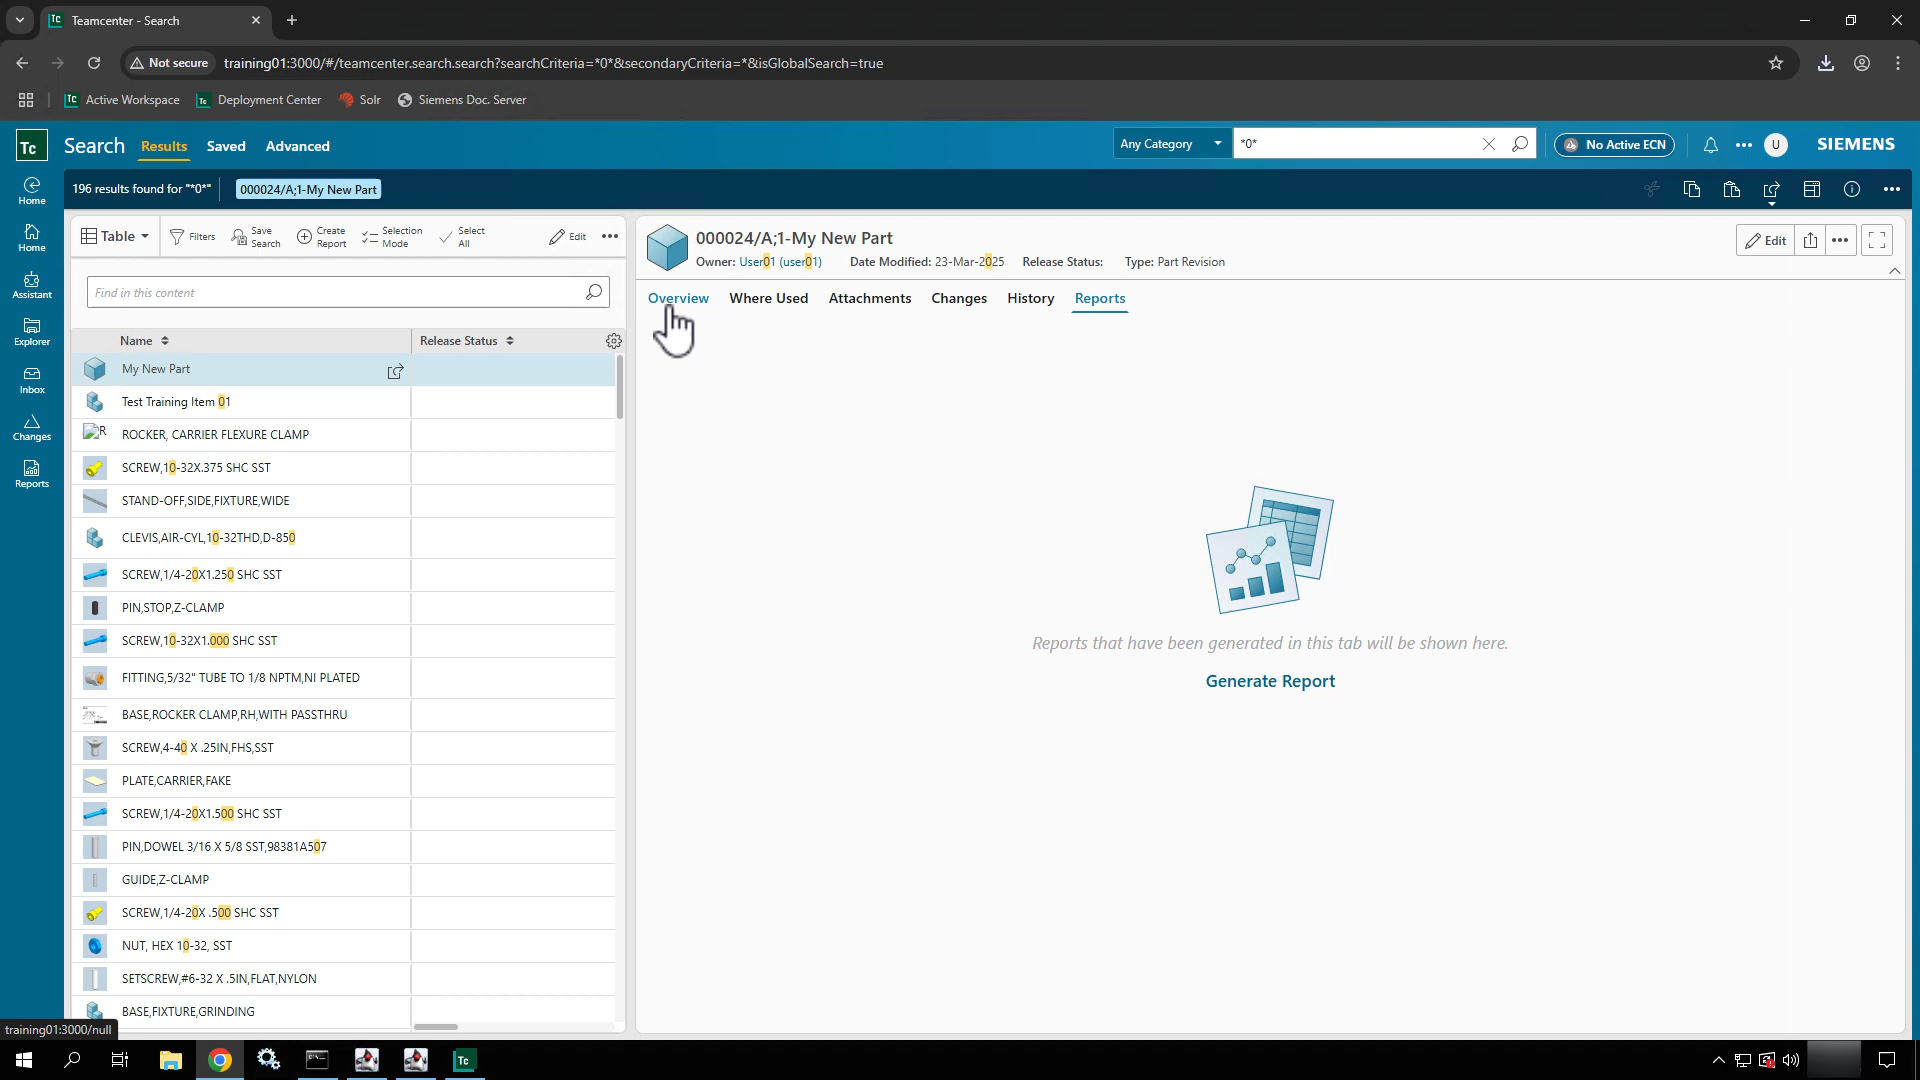 Tc Teamcenter - Search
Not secure training01:3000/#/teamcenter.search.search?searchCriteria=*0*&secondaryCriteria=*&isGlobalSearch=true
Tc Active Workspace Tc Deployment Center Solr Siemens Doc. Server
Tc Search Results Saved Advanced Any Category *0* No Active ECN U SIEMENS
196 results found for "*0*" 000024/A;1-My New Part
Home
Home
Assistant
Explorer
Inbox
Changes
Reports
Table Filters Save Search Create Report Selection Mode Select All Edit
Find in this content
Name Release Status
My New Part
Test Training Item 01
R ROCKER, CARRIER FLEXURE CLAMP
SCREW,10-32X.375 SHC SST
STAND-OFF,SIDE,FIXTURE,WIDE
CLEVIS,AIR-CYL,10-32THD,D-850
SCREW,1/4-20X1.250 SHC SST
PIN,STOP,Z-CLAMP
SCREW,10-32X1.000 SHC SST
FITTING,5/32" TUBE TO 1/8 NPTM,NI PLATED
BASE,ROCKER CLAMP,RH,WITH PASSTHRU
SCREW,4-40 X .25IN,FHS,SST
PLATE,CARRIER,FAKE
SCREW,1/4-20X1.500 SHC SST
PIN,DOWEL 3/16 X 5/8 SST,98381A507
GUIDE,Z-CLAMP
SCREW,1/4-20X .500 SHC SST
NUT, HEX 10-32, SST
SETSCREW,#6-32 X .5IN,FLAT,NYLON
BASE,FIXTURE,GRINDING
000024/A;1-My New Part
Edit
Owner: User01 (user01) Date Modified: 23-Mar-2025 Release Status: Type: Part Revision
Overview Where Used Attachments Changes History Reports
Reports that have been generated in this tab will be shown here.
Generate Report
training01:3000/null
Tc